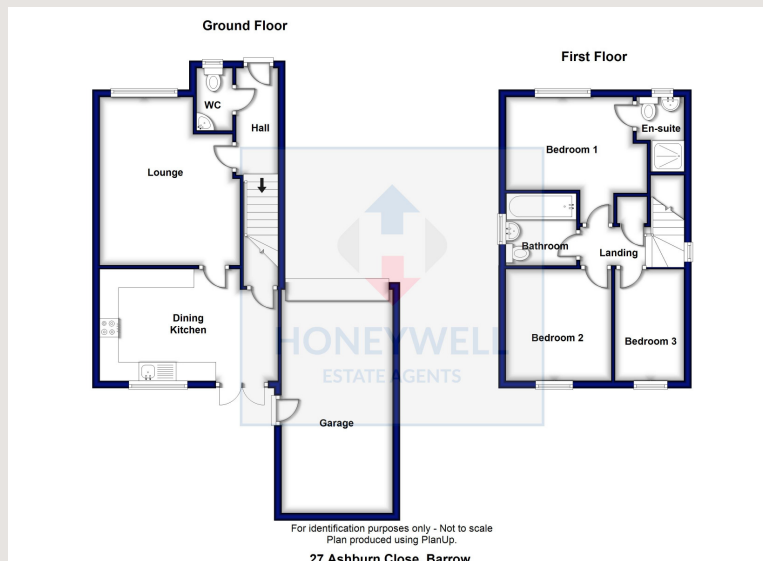 Ground Floor
WC
Hall
Lounge
Dining
Kitchen
Garage
First Floor
En-suite
Bedroom 1
Bathroom
Landing
Bedroom 2
Bedroom 3
HONEYWELL
ESTATE AGENTS
For identification purposes only - Not to scale
Plan produced using PlanUp.
27 Ashburn Close, Barrow